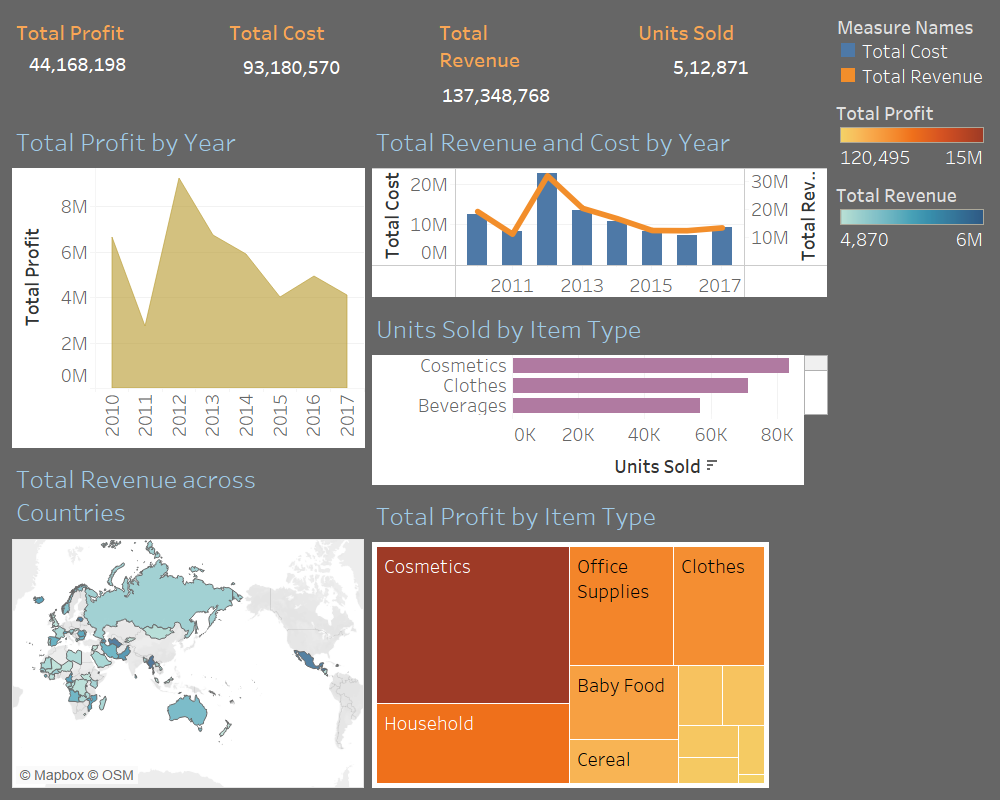 Total Profit
44,168,198
Total Cost
93,180,570
Total
Revenue
137,348,768
Units Sold
5,12,871
Measure Names
Total Cost
Total Revenue
Total Profit
120,495 15M
Total Revenue
4,870 6M
Total Profit by Year
Total Profit
8M
6M
4M
2M
0M
2010 2011 2012 2013 2014 2015 2016 2017
Total Revenue and Cost by Year
Total Cost
20M
10M
0M
30M
20M
10M
Total Rev..
2011 2013 2015 2017
Units Sold by Item Type
Cosmetics
Clothes
Beverages
0K 20K 40K 60K 80K
Units Sold
Total Revenue across
Countries
© Mapbox © OSM
Total Profit by Item Type
Cosmetics
Household
Office
Supplies
Clothes
Baby Food
Cereal